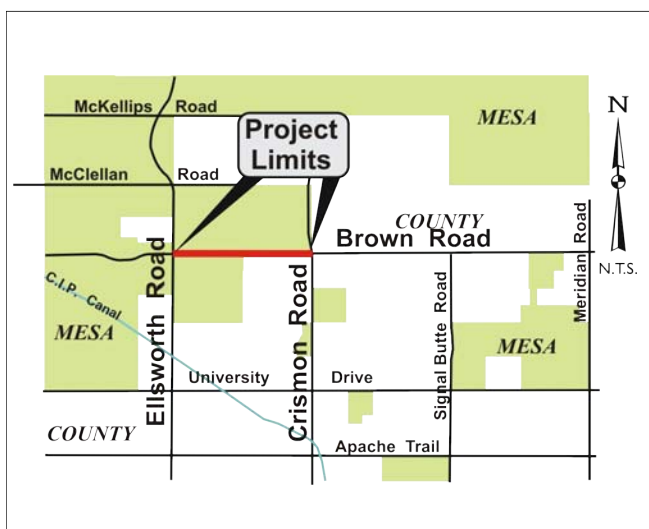 McKellips Road
MESA
N
Project
Limits
McClellan Road
COUNTY
Brown Road
Meridian Road
N.T.S.
Ellsworth Road
C.I.P. Canal
Crismon Road
Signal Butte Road
MESA
MESA
University Drive
COUNTY
Apache Trail